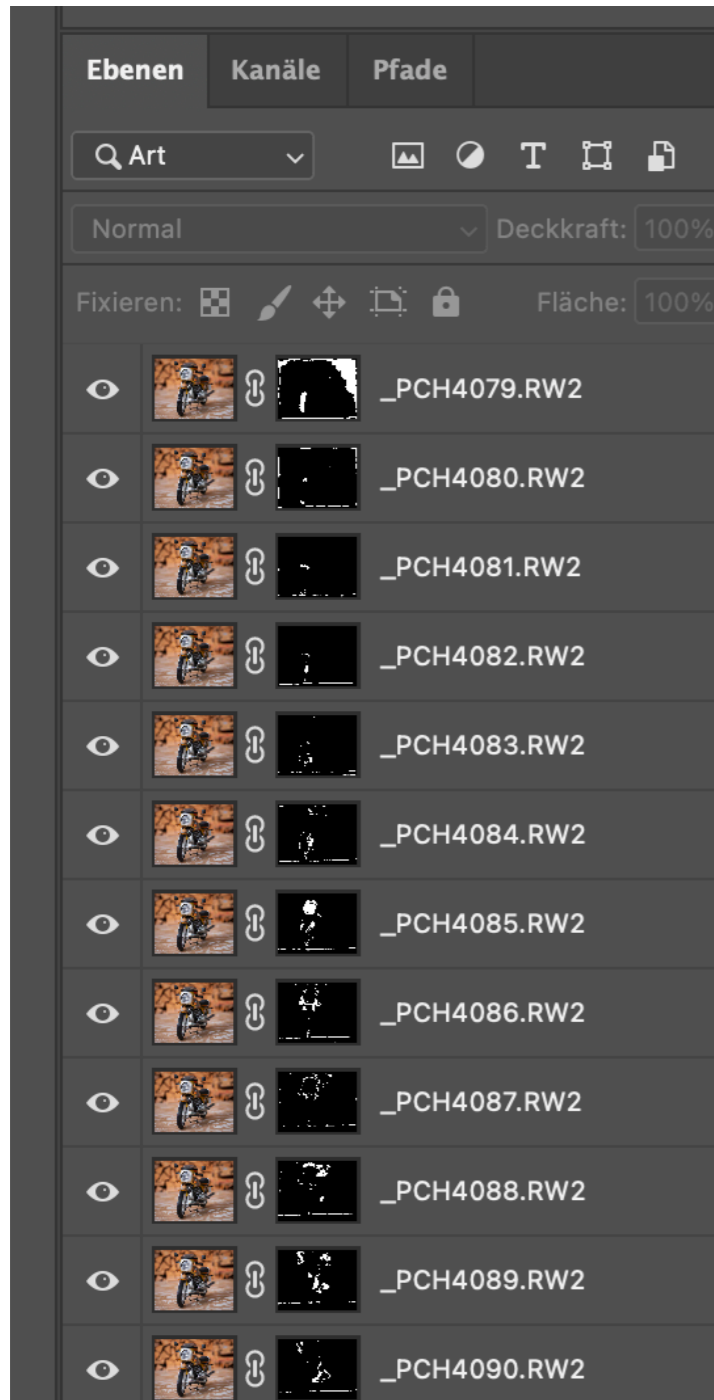 Ebenen Kanäle Pfade
Art
Normal Deckkraft: 100%
Fixieren: Fläche: 100%
_PCH4079.RW2
_PCH4080.RW2
_PCH4081.RW2
_PCH4082.RW2
_PCH4083.RW2
_PCH4084.RW2
_PCH4085.RW2
_PCH4086.RW2
_PCH4087.RW2
_PCH4088.RW2
_PCH4089.RW2
_PCH4090.RW2